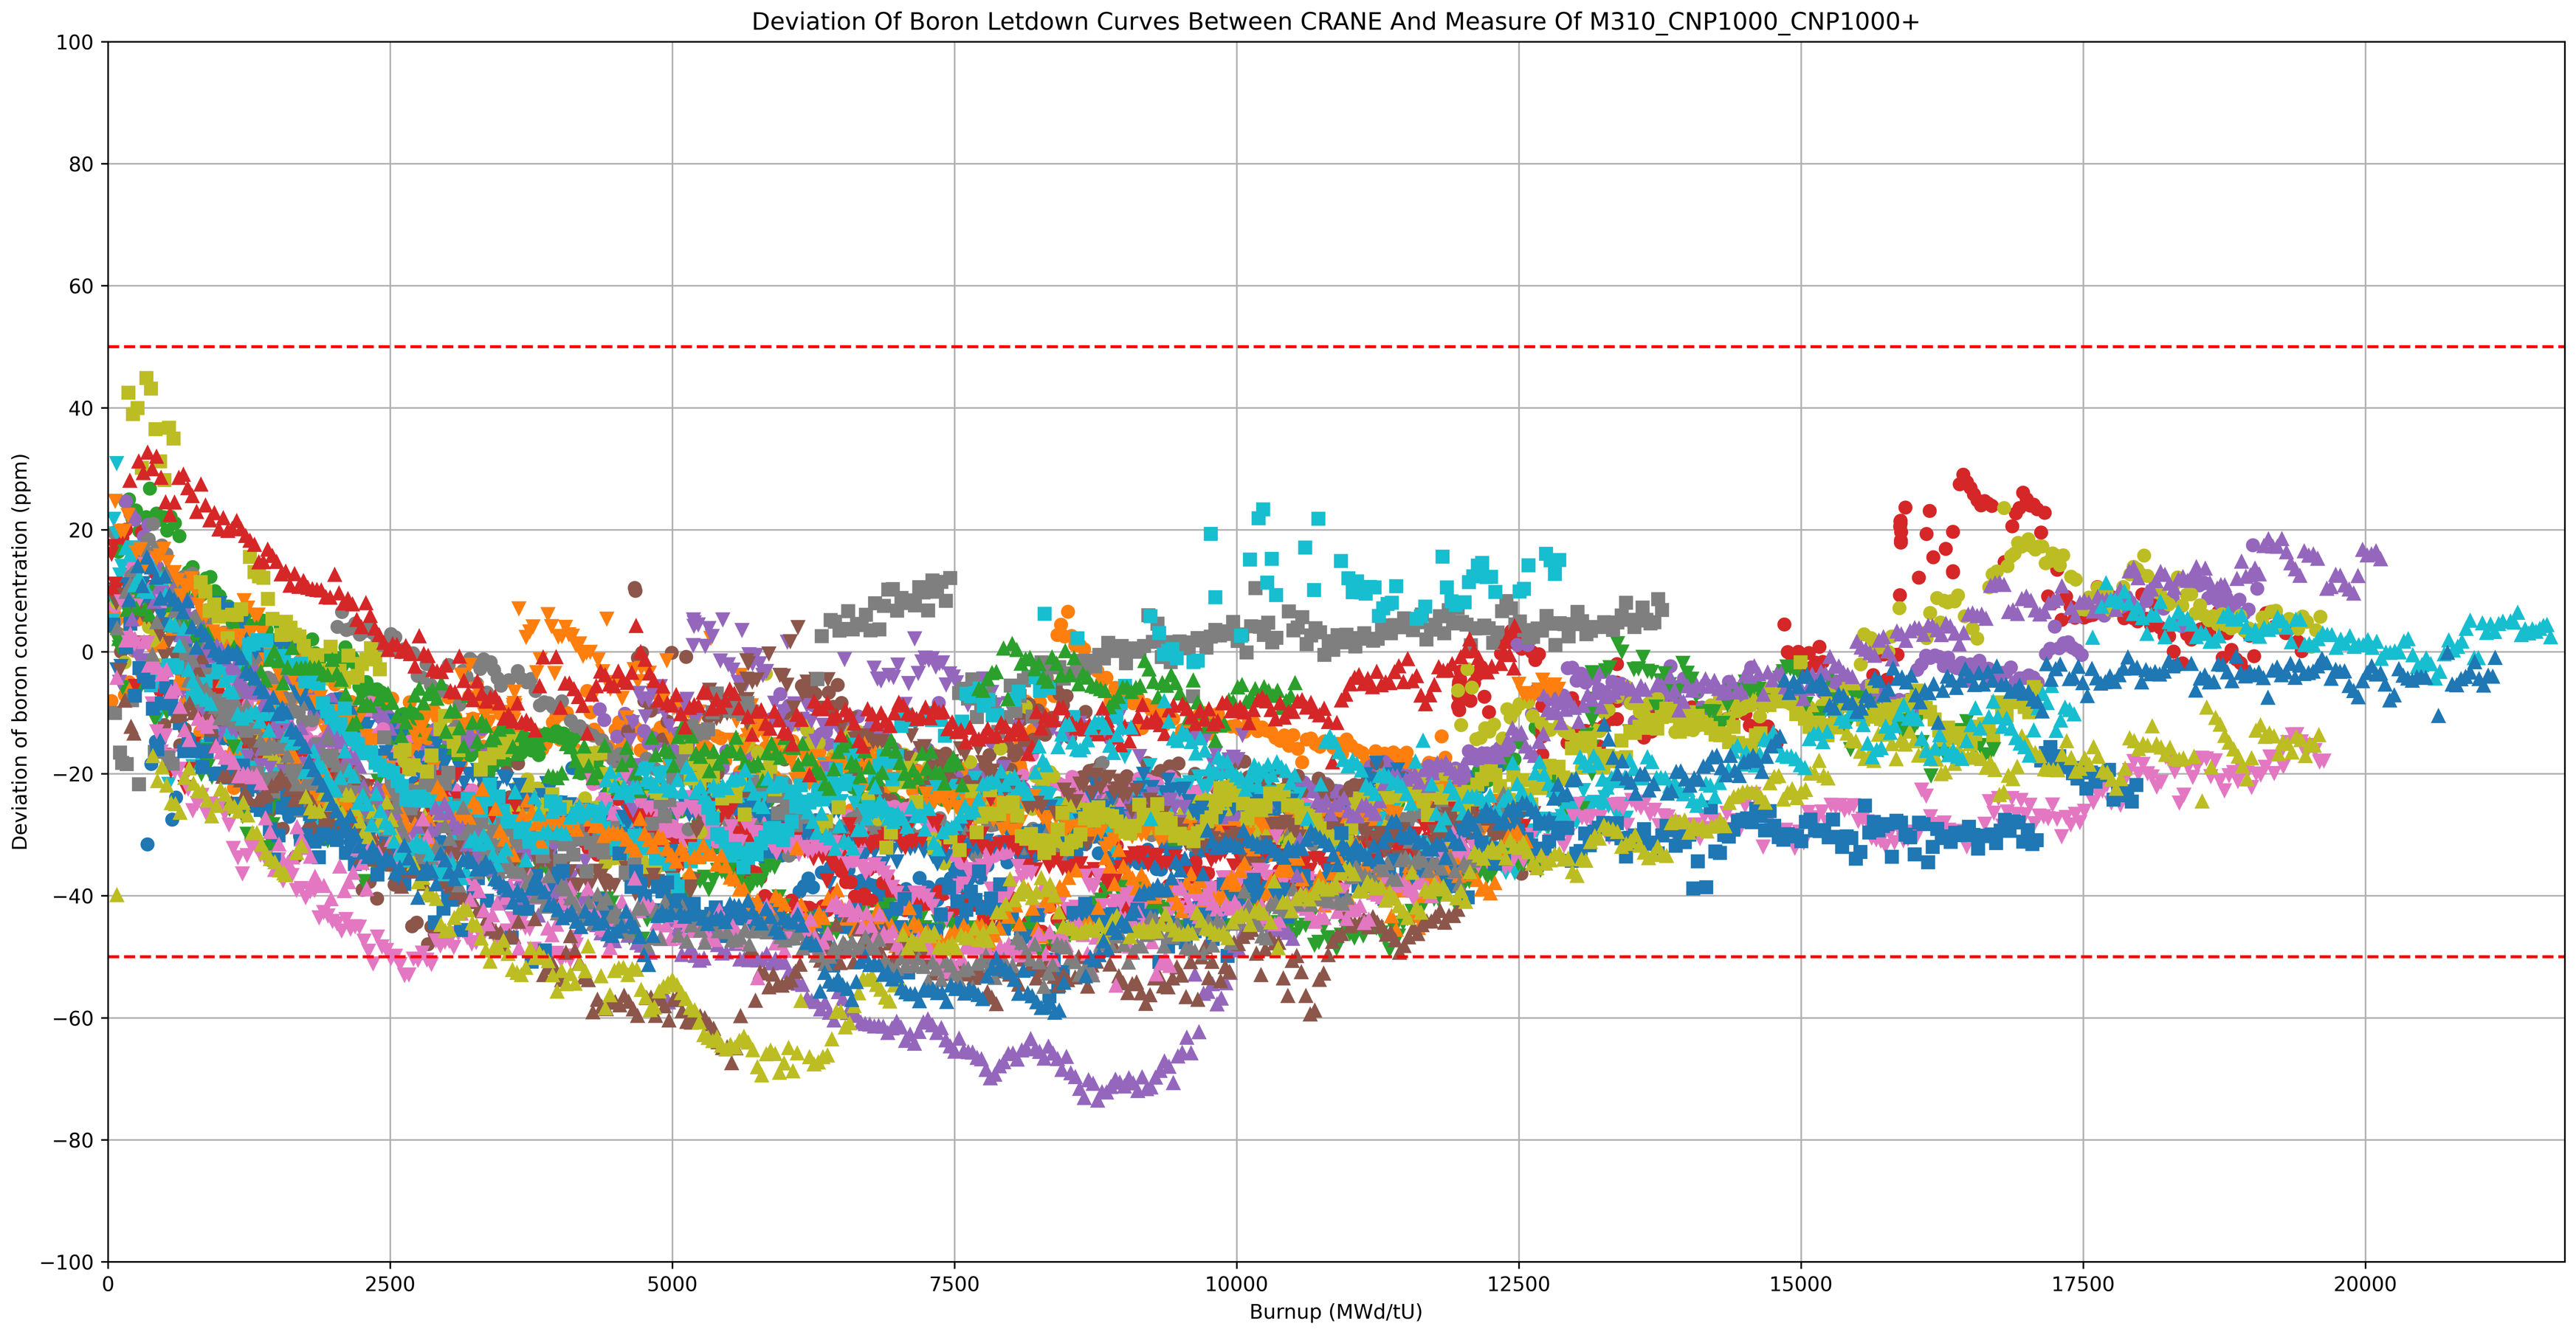 Deviation Of Boron Letdown Curves Between CRANE And Measure Of M310_CNP1000_CNP1000+
100
80
60
40
20
0
−20
−40
−60
−80
−100
Deviation of boron concentration (ppm)
0 2500 5000 7500 10000 12500 15000 17500 20000
Burnup (MWd/tU)